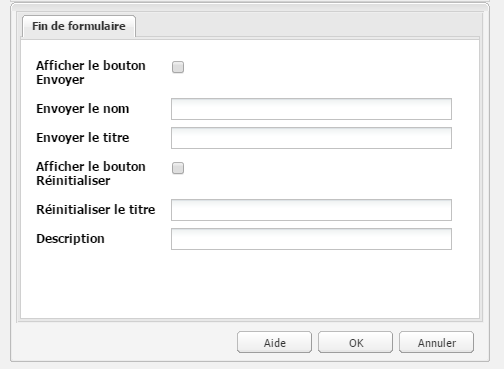 Fin de formulaire
Afficher le bouton
Envoyer
Envoyer le nom
Envoyer le titre
Afficher le bouton
Réinitialiser
Réinitialiser le titre
Description
Aide OK Annuler